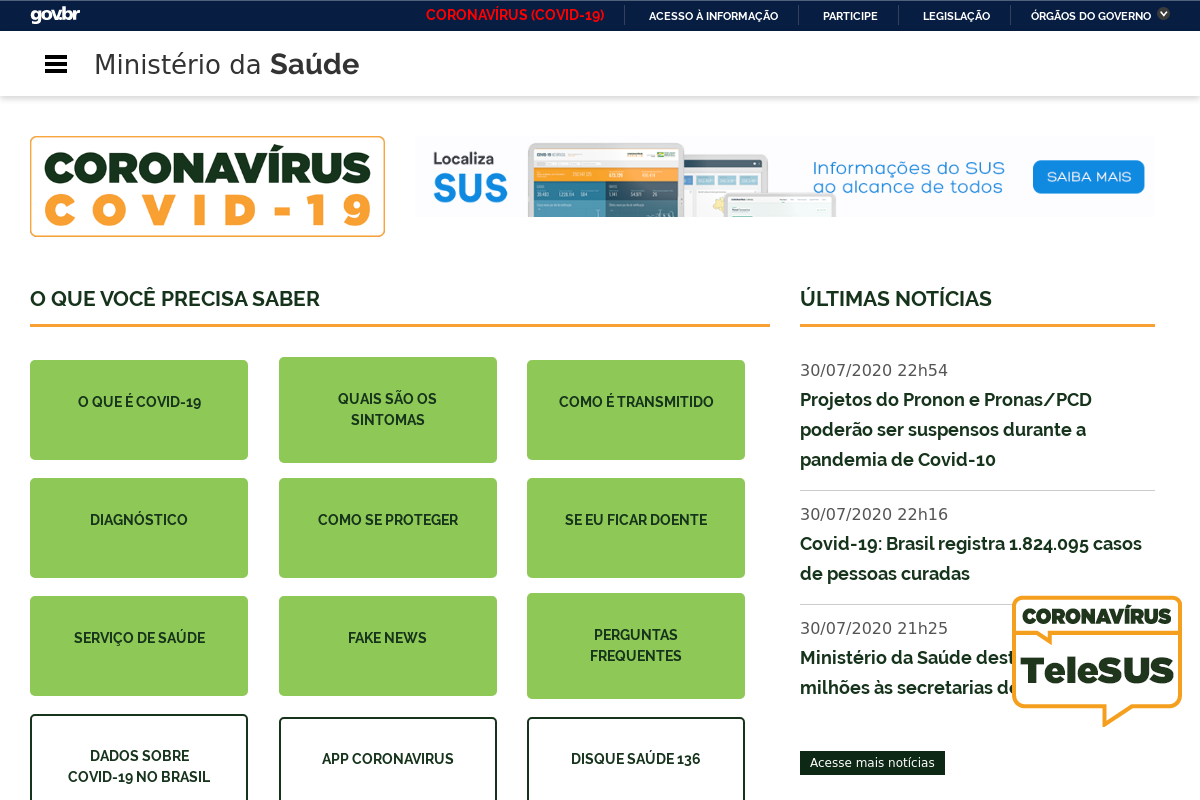 gov.br
CORONAVÍRUS (COVID-19)
ACESSO À INFORMAÇÃO
PARTICIPE
LEGISLAÇÃO
ÓRGÃOS DO GOVERNO
Ministério da Saúde
CORONAVÍRUS
COVID-19
Localiza
SUS
Informações do SUS
ao alcance de todos
SAIBA MAIS
O QUE VOCÊ PRECISA SABER
O QUE É COVID-19
QUAIS SÃO OS
SINTOMAS
COMO É TRANSMITIDO
DIAGNÓSTICO
COMO SE PROTEGER
SE EU FICAR DOENTE
SERVIÇO DE SAÚDE
FAKE NEWS
PERGUNTAS
FREQUENTES
DADOS SOBRE
COVID-19 NO BRASIL
APP CORONAVIRUS
DISQUE SAÚDE 136
ÚLTIMAS NOTÍCIAS
30/07/2020 22h54
Projetos do Pronon e Pronas/PCD
poderão ser suspensos durante a
pandemia de Covid-10
30/07/2020 22h16
Covid-19: Brasil registra 1.824.095 casos
de pessoas curadas
30/07/2020 21h25
Ministério da Saúde dest
milhões às secretarias de
CORONAVÍRUS
TeleSUS
Acesse mais notícias